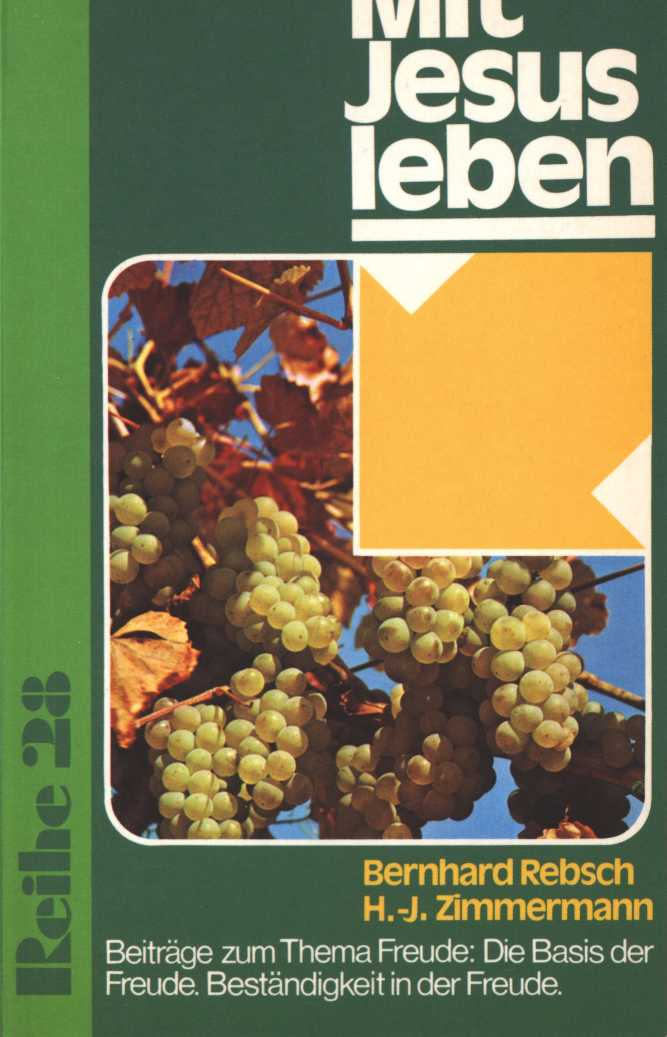 Mit
Jesus
leben
Reihe 28
Bernhard Rebsch
H.-J. Zimmermann
Beiträge zum Thema Freude: Die Basis der
Freude. Beständigkeit in der Freude.